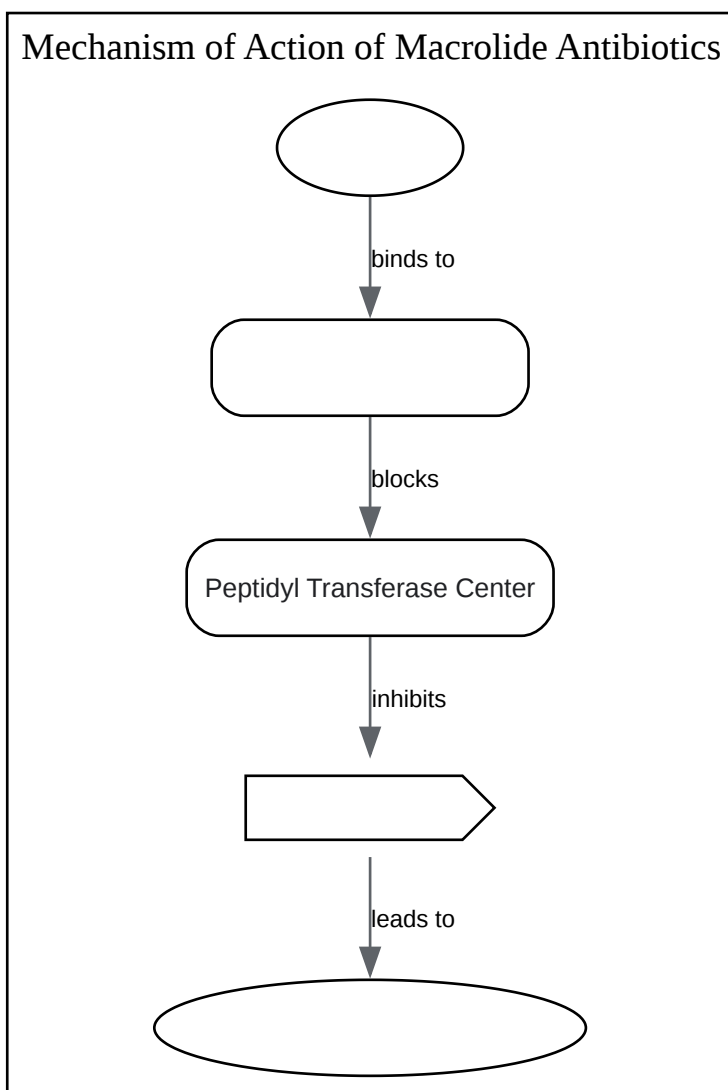 Mechanism of Action of Macrolide Antibiotics
binds to
blocks
Peptidyl Transferase Center
inhibits
leads to